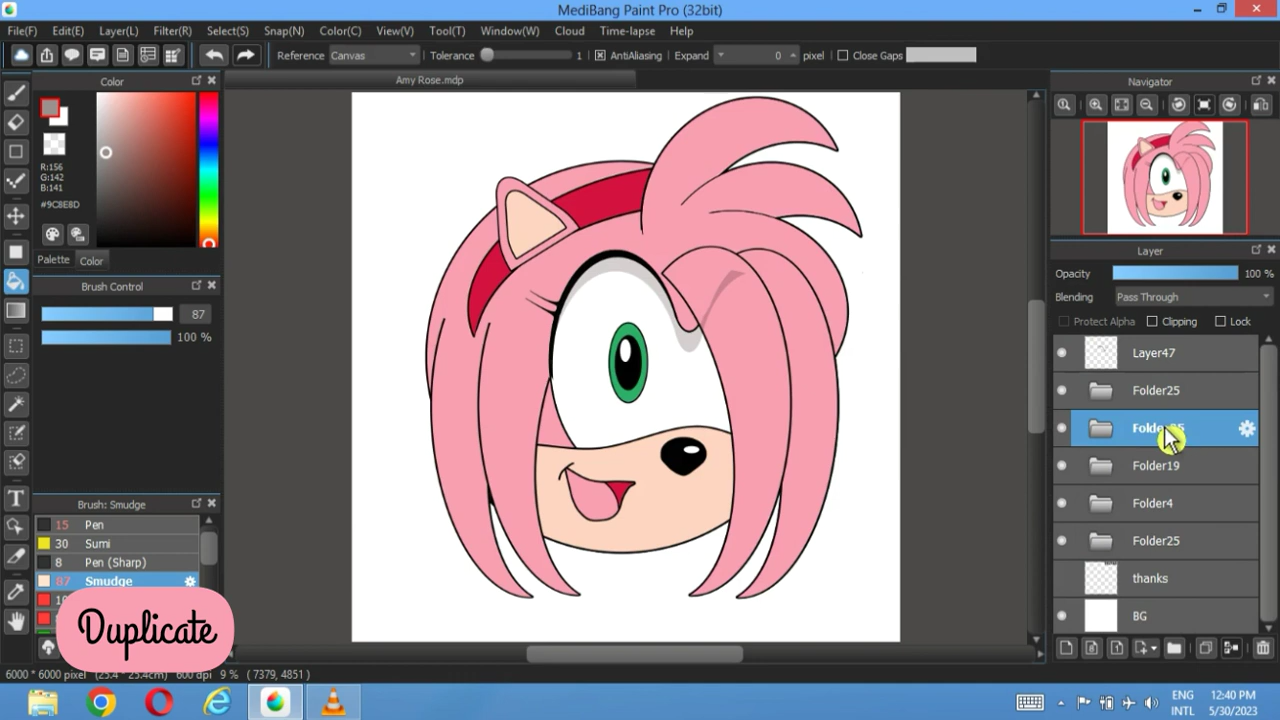 MediBang Paint Pro (32bit)
File(F) Edit(E) Layer(L) Filter(R) Select(S) Snap(N) Color(C) View(V) Tool(T) Window(W) Cloud Time-lapse Help
Reference Canvas Tolerance 1 AntiAliasing Expand 0 pixel Close Gaps
Color
Amy Rose.mdp
Navigator
R:156
G:142
B:141
#9C8E8D
Palette Color
Brush Control
87
100 %
Layer
Opacity 100 %
Blending Pass Through
Protect Alpha Clipping Lock
Layer47
Folder25
Folder19
Folder4
Folder25
thanks
BG
Brush: Smudge
15 Pen
30 Sumi
8 Pen (Sharp)
87 Smudge
Duplicate
6000 * 6000 pixel (25.4 * 25.4cm) 600 dpi 9 % ( 7379, 4851 )
ENG
INTL
12:40 PM
5/30/2023